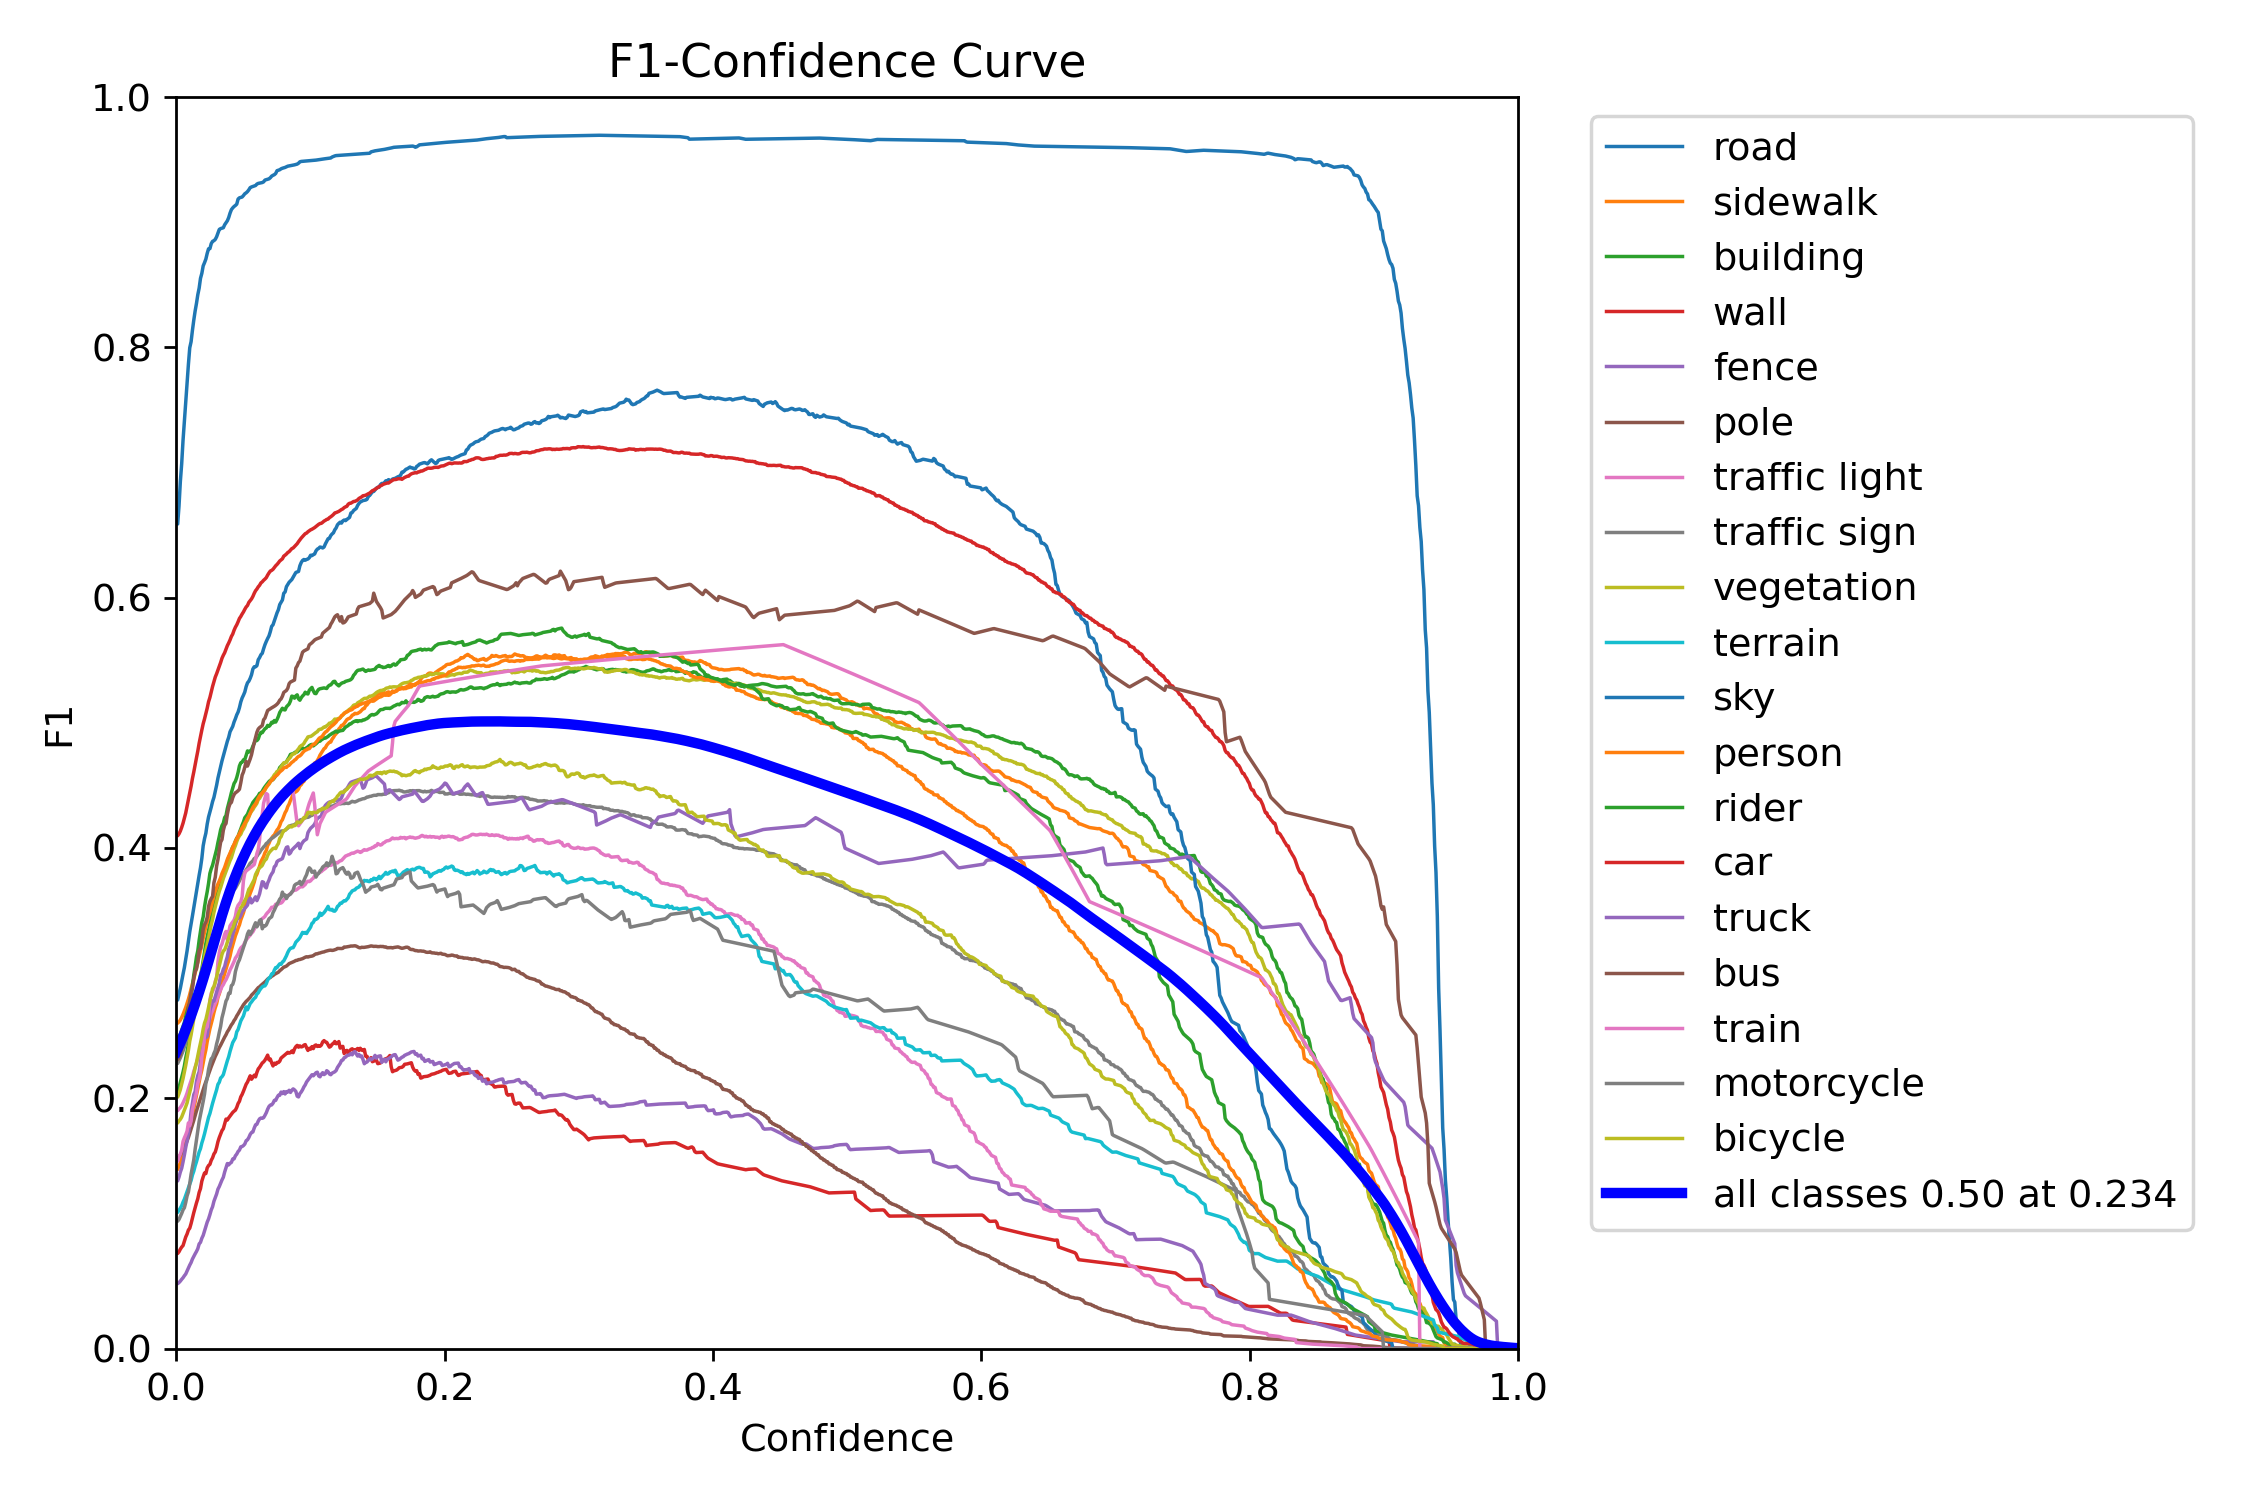 F1-Confidence Curve
1.0
0.8
0.6
0.4
0.2
0.0
F1
0.0 0.2 0.4 0.6 0.8 1.0
Confidence
road
sidewalk
building
wall
fence
pole
traffic light
traffic sign
vegetation
terrain
sky
person
rider
car
truck
bus
train
motorcycle
bicycle
all classes 0.50 at 0.234